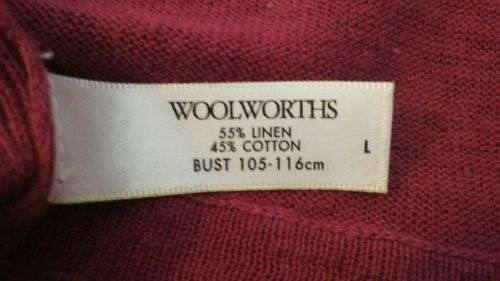 WOOLWORTHS
55% LINEN
45% COTTON
BUST 105-116cm
L